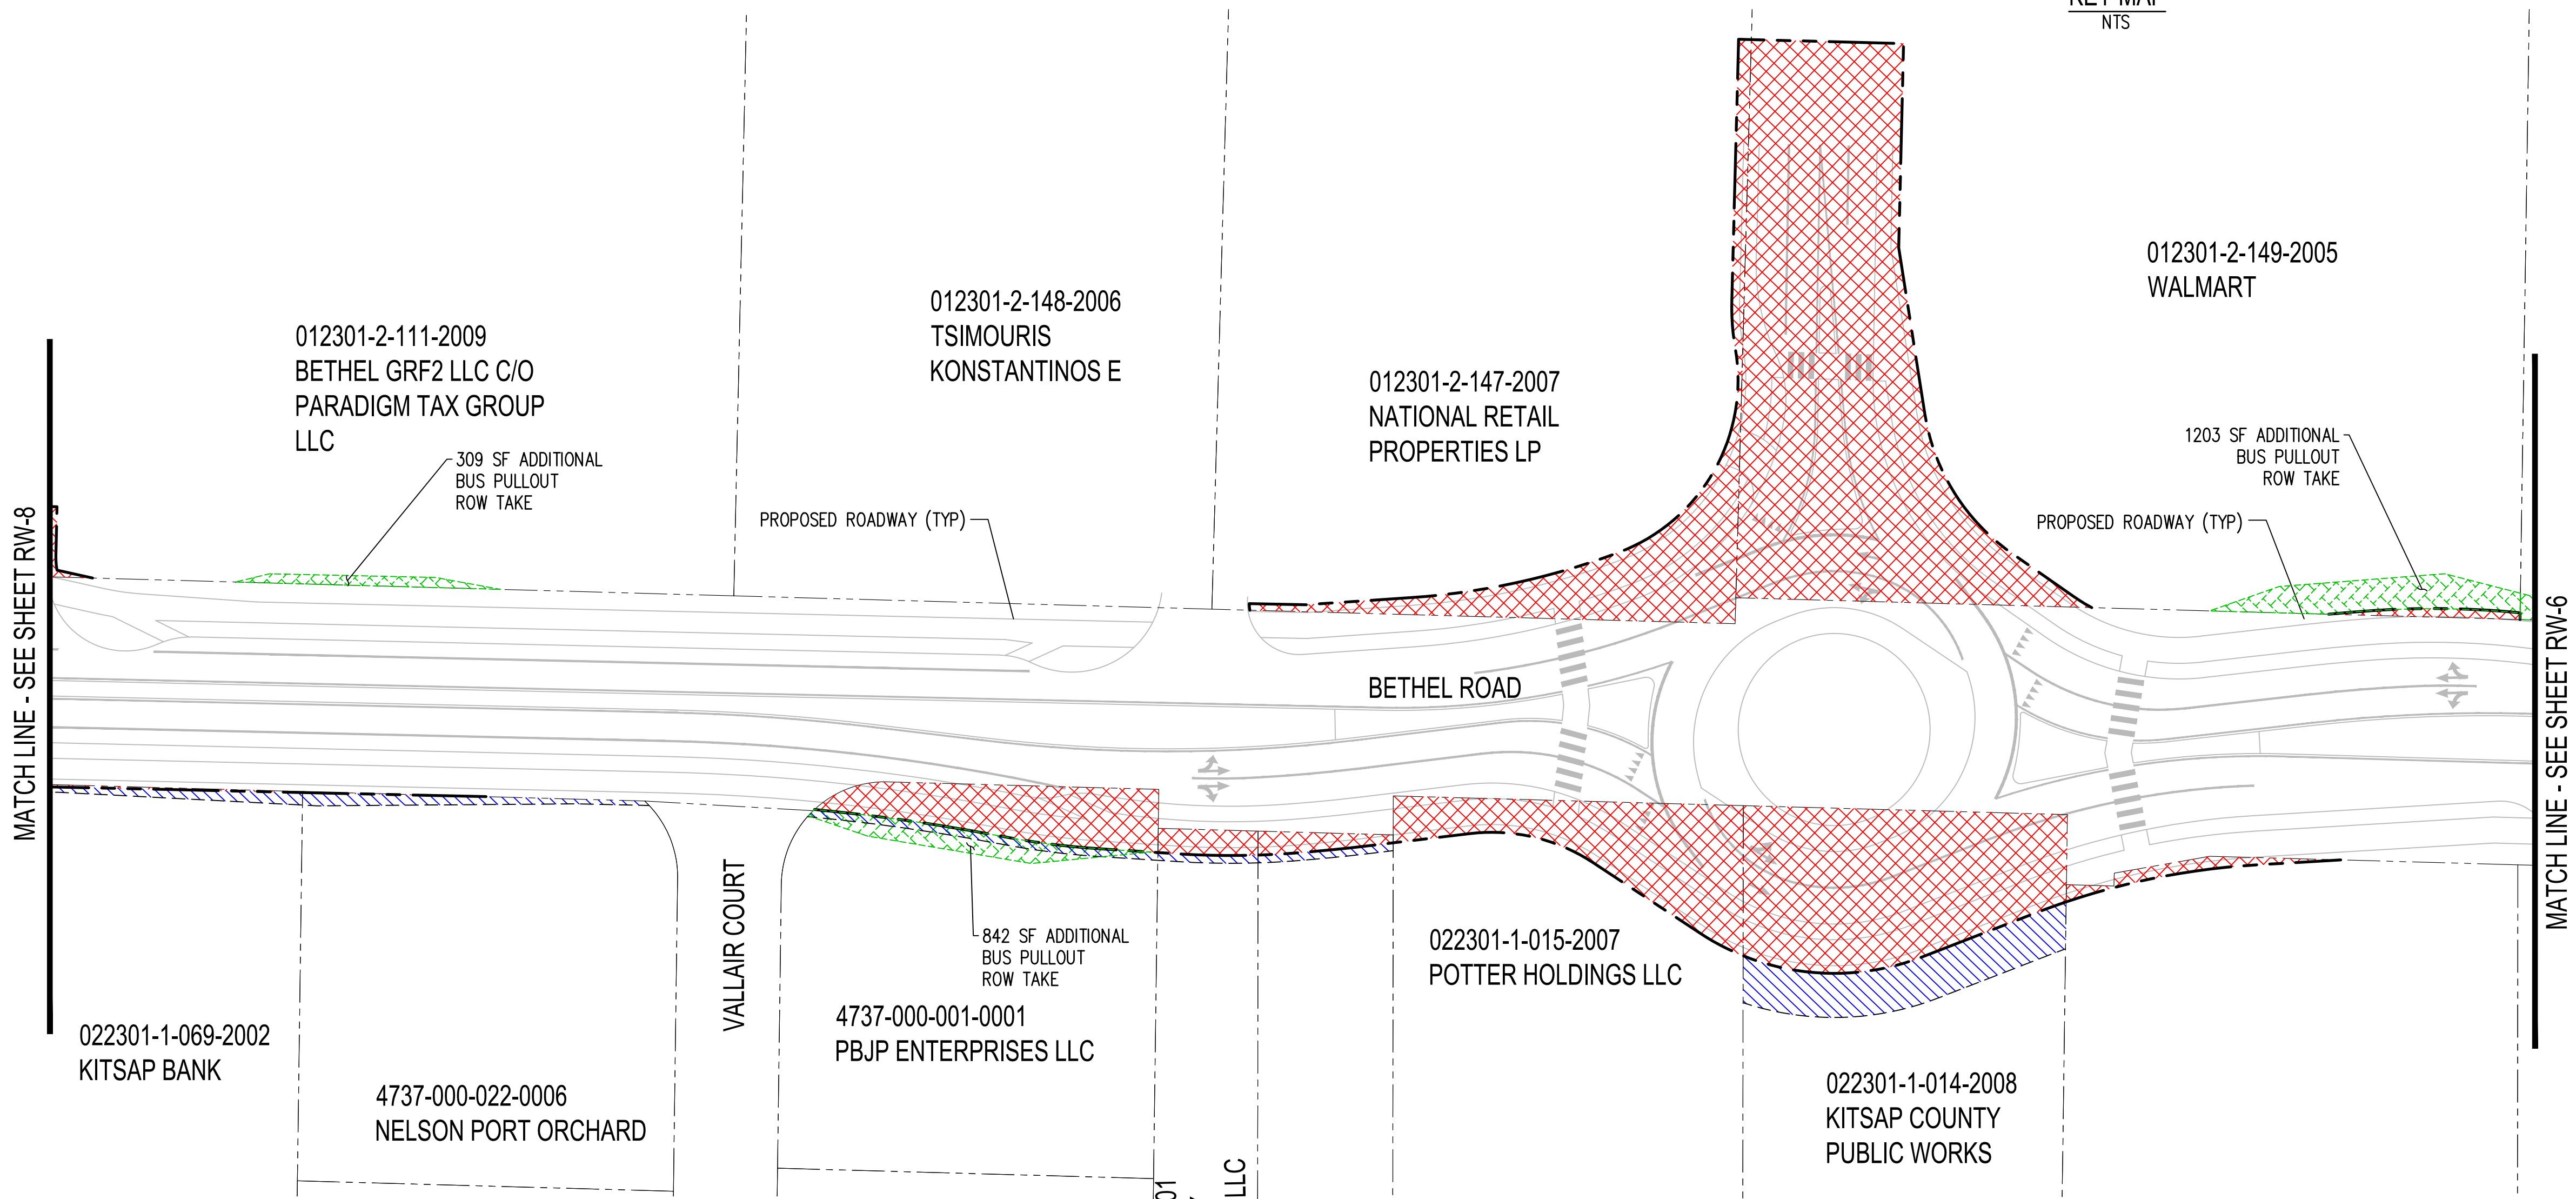 KEY MAP
NTS
012301-2-149-2005
WALMART
012301-2-148-2006
TSIMOURIS
KONSTANTINOS E
012301-2-111-2009
BETHEL GRF2 LLC C/O
PARADIGM TAX GROUP
LLC
012301-2-147-2007
NATIONAL RETAIL
PROPERTIES LP
309 SF ADDITIONAL
BUS PULLOUT
ROW TAKE
1203 SF ADDITIONAL
BUS PULLOUT
ROW TAKE
PROPOSED ROADWAY (TYP)
PROPOSED ROADWAY (TYP)
MATCH LINE - SEE SHEET RW-8
MATCH LINE - SEE SHEET RW-6
BETHEL ROAD
VALLAIR COURT
842 SF ADDITIONAL
BUS PULLOUT
ROW TAKE
022301-1-015-2007
POTTER HOLDINGS LLC
4737-000-001-0001
PBJP ENTERPRISES LLC
022301-1-069-2002
KITSAP BANK
4737-000-022-0006
NELSON PORT ORCHARD
022301-1-014-2008
KITSAP COUNTY
PUBLIC WORKS
01
LLC